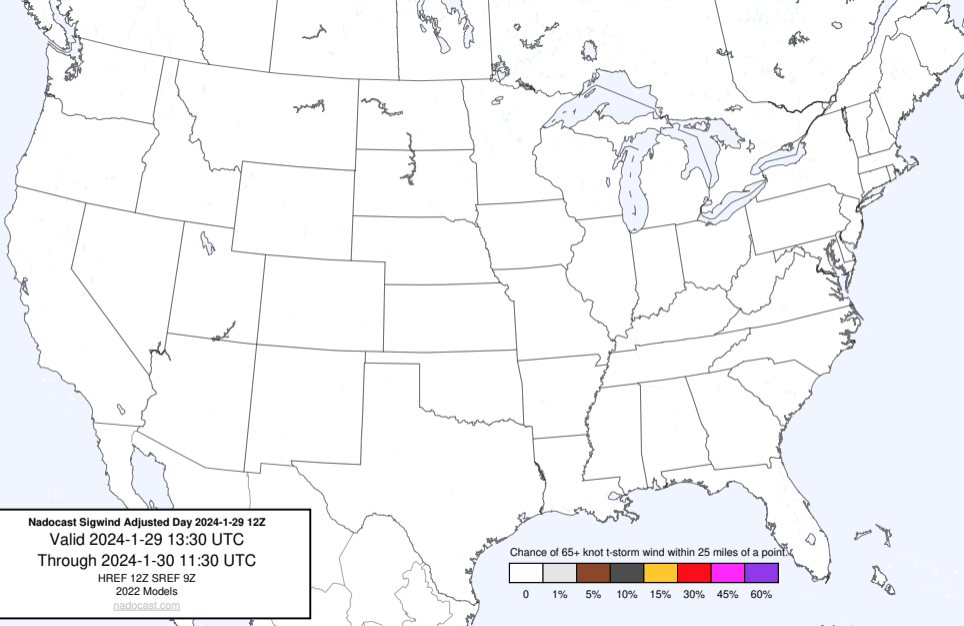 Nadocast Sigwind Adjusted Day 2024-1-29 12Z
Valid 2024-1-29 13:30 UTC
Through 2024-1-30 11:30 UTC
HREF 12Z SREF 9Z
2022 Models
nadocast.com
Chance of 65+ knot t-storm wind within 25 miles of a point.
0 1% 5% 10% 15% 30% 45% 60%